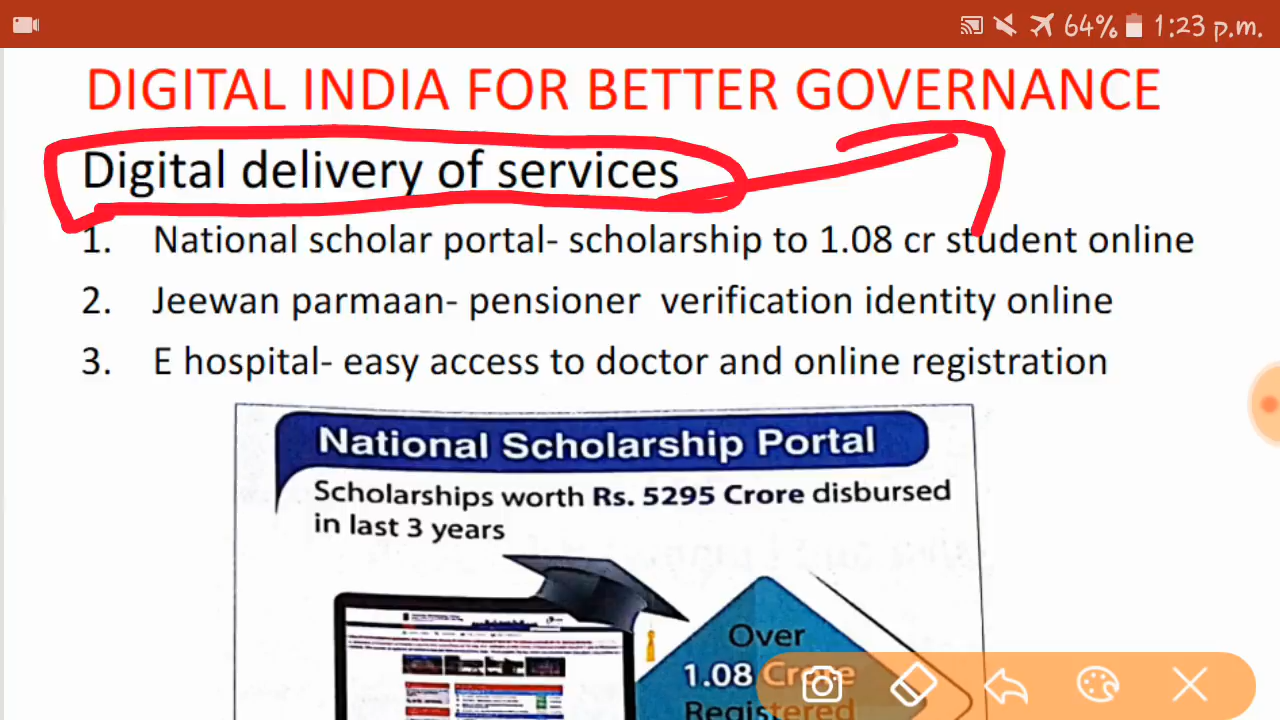 64% 1:23 p.m.
DIGITAL INDIA FOR BETTER GOVERNANCE
Digital delivery of services
1. National scholar portal- scholarship to 1.08 cr student online
2. Jeewan parmaan- pensioner verification identity online
3. E hospital- easy access to doctor and online registration
National Scholarship Portal
Scholarships worth Rs. 5295 Crore disbursed
in last 3 years
Over
1.08 Crore
Registered